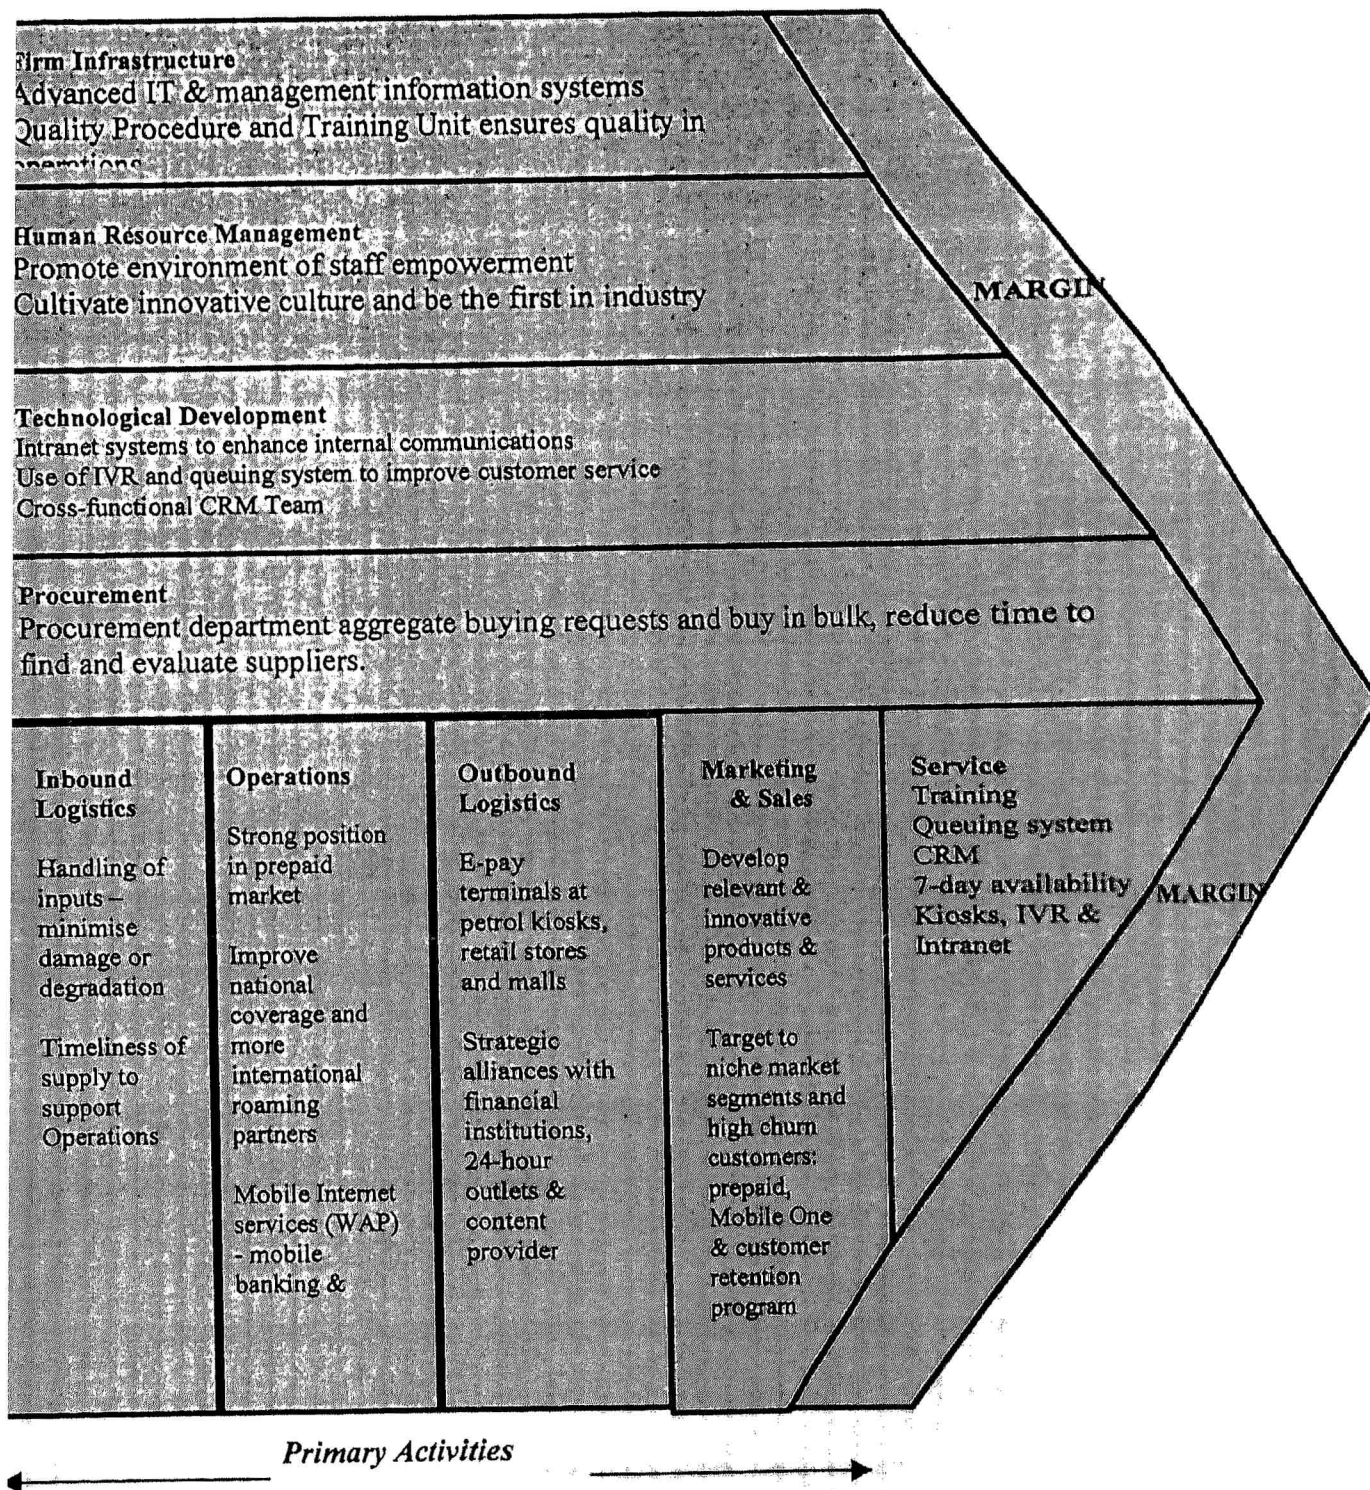 Firm Infrastructure
Advanced IT & management information systems
Quality Procedure and Training Unit ensures quality in
operations
Human Resource Management
Promote environment of staff empowerment
Cultivate innovative culture and be the first in industry
MARGIN
Technological Development
Intranet systems to enhance internal communications
Use of IVR and queuing system to improve customer service
Cross-functional CRM Team
Procurement
Procurement department aggregate buying requests and buy in bulk, reduce time to
find and evaluate suppliers.
Inbound
Logistics
Handling of
inputs –
minimise
damage or
degradation
Timeliness of
supply to
support
Operations
Operations
Strong position
in prepaid
market
Improve
national
coverage and
more
international
roaming
partners
Mobile Internet
services (WAP)
- mobile
banking &
Outbound
Logistics
E-pay
terminals at
petrol kiosks,
retail stores
and malls
Strategic
alliances with
financial
institutions,
24-hour
outlets &
content
provider
Marketing
& Sales
Develop
relevant &
innovative
products &
services
Target to
niche market
segments and
high churn
customers:
prepaid,
Mobile One
& customer
retention
program
Service
Training
Queuing system
CRM
7-day availability
Kiosks, IVR &
Intranet
MARGIN
Primary Activities